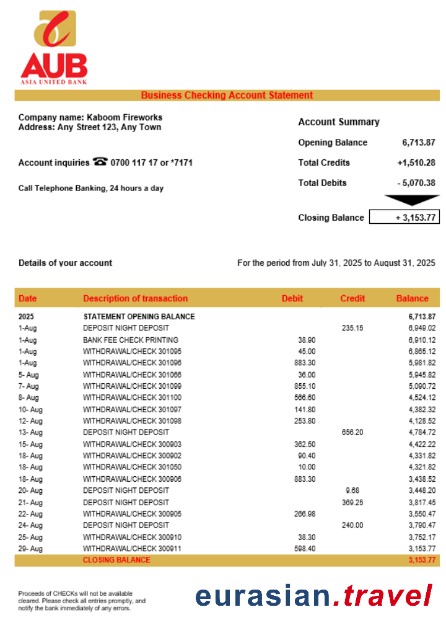 AUB
ASIA UNITED BANK
Business Checking Account Statement
Company name: Kaboom Fireworks
Address: Any Street 123, Any Town
Account inquiries ☎ 0700 117 17 or *7171
Call Telephone Banking, 24 hours a day
Account Summary
Opening Balance 6,713.87
Total Credits +1,510.28
Total Debits - 5,070.38
Closing Balance + 3,153.77
Details of your account For the period from July 31, 2025 to August 31, 2025
Date Description of transaction Debit Credit Balance
2025 STATEMENT OPENING BALANCE 6,713.87
1-Aug DEPOSIT NIGHT DEPOSIT 235.15 6,949.02
1-Aug BANK FEE CHECK PRINTING 38.90 6,910.12
1-Aug WITHDRAWAL/CHECK 301095 45.00 6,865.12
1-Aug WITHDRAWAL/CHECK 301096 883.30 5,981.82
5- Aug WITHDRAWAL/CHECK 301066 36.00 5,945.82
7- Aug WITHDRAWAL/CHECK 301099 855.10 5,090.72
8- Aug WITHDRAWAL/CHECK 301100 566.60 4,524.12
10- Aug WITHDRAWAL/CHECK 301097 141.80 4,382.32
12- Aug WITHDRAWAL/CHECK 301098 253.80 4,128.52
13- Aug DEPOSIT NIGHT DEPOSIT 656.20 4,784.72
15- Aug WITHDRAWAL/CHECK 300903 362.50 4,422.22
18- Aug WITHDRAWAL/CHECK 300902 90.40 4,331.82
18- Aug WITHDRAWAL/CHECK 301050 10.00 4,321.82
18- Aug WITHDRAWAL/CHECK 300906 883.30 3,438.52
20- Aug DEPOSIT NIGHT DEPOSIT 9.68 3,448.20
21- Aug DEPOSIT NIGHT DEPOSIT 369.25 3,817.45
22- Aug WITHDRAWAL/CHECK 300905 266.98 3,550.47
24- Aug DEPOSIT NIGHT DEPOSIT 240.00 3,790.47
25- Aug WITHDRAWAL/CHECK 300910 38.30 3,752.17
29- Aug WITHDRAWAL/CHECK 300911 598.40 3,153.77
CLOSING BALANCE 3,153.77
Proceeds of CHECKs will not be available
cleared. Please check all entries promptly, and
notify the bank immediately of any errors.
eurasian.travel